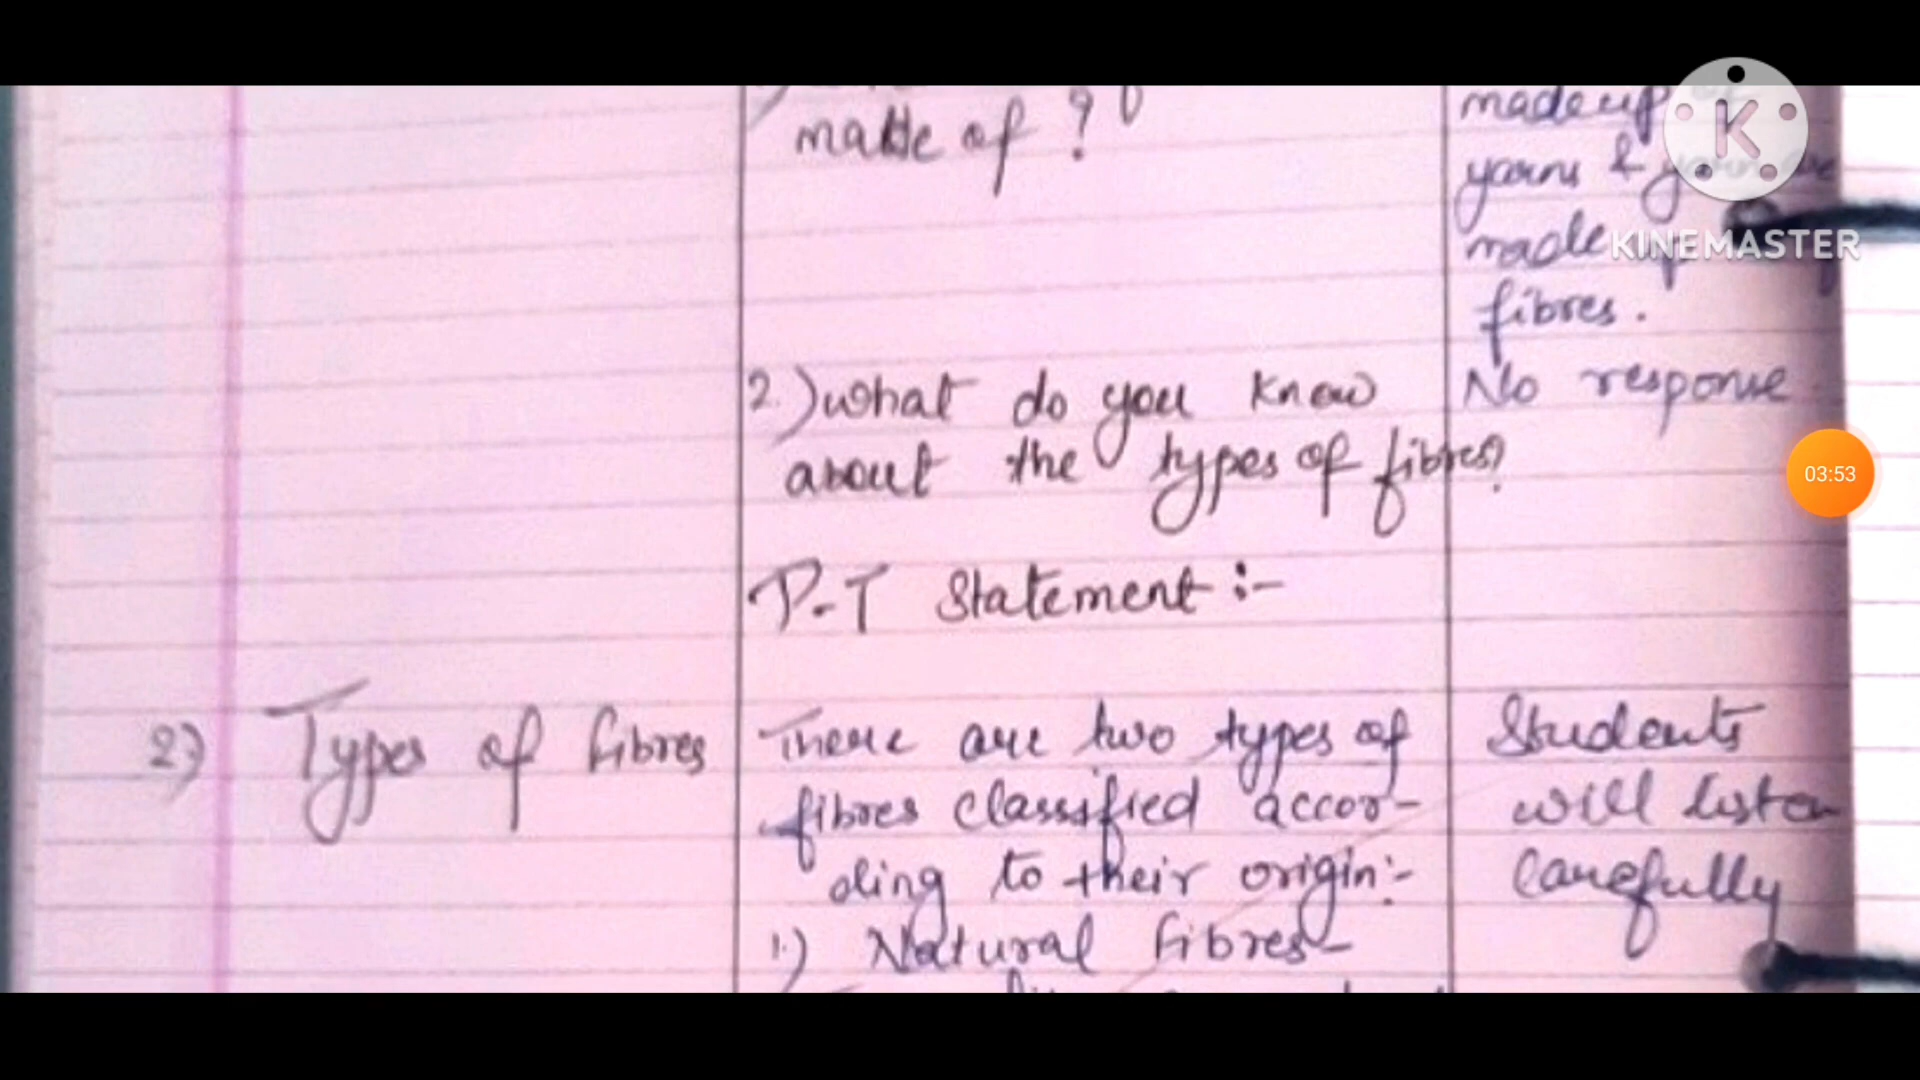 made of ?
2.) what do you know
about the types of fibres?
P-T Statement :-
2) Types of fibres
There are two types of
fibres classified accor-
ding to their origin:-
1.) Natural fibres-
made up of
yarns &
made
fibres.
No response
Students
will listen
carefully
KINEMASTER
03:53